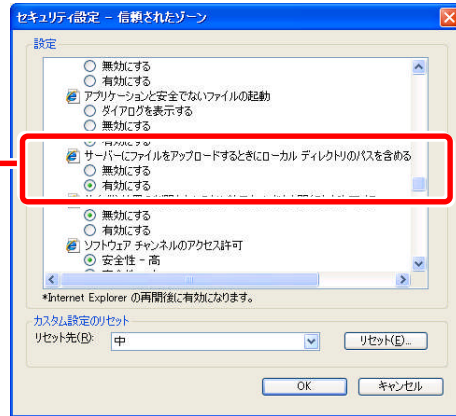 セキュリティ設定 - 信頼されたゾーン
設定
無効にする
有効にする
アプリケーションと安全でないファイルの起動
ダイアログを表示する
無効にする
有効にする
サーバーにファイルをアップロードするときにローカル ディレクトリのパスを含める
無効にする
有効にする
無効にする
有効にする
ソフトウェア チャンネルのアクセス許可
安全性 - 高
*Internet Explorer の再開後に有効になります。
カスタム設定のリセット
リセット先(R):
中
リセット(E)...
OK
キャンセル